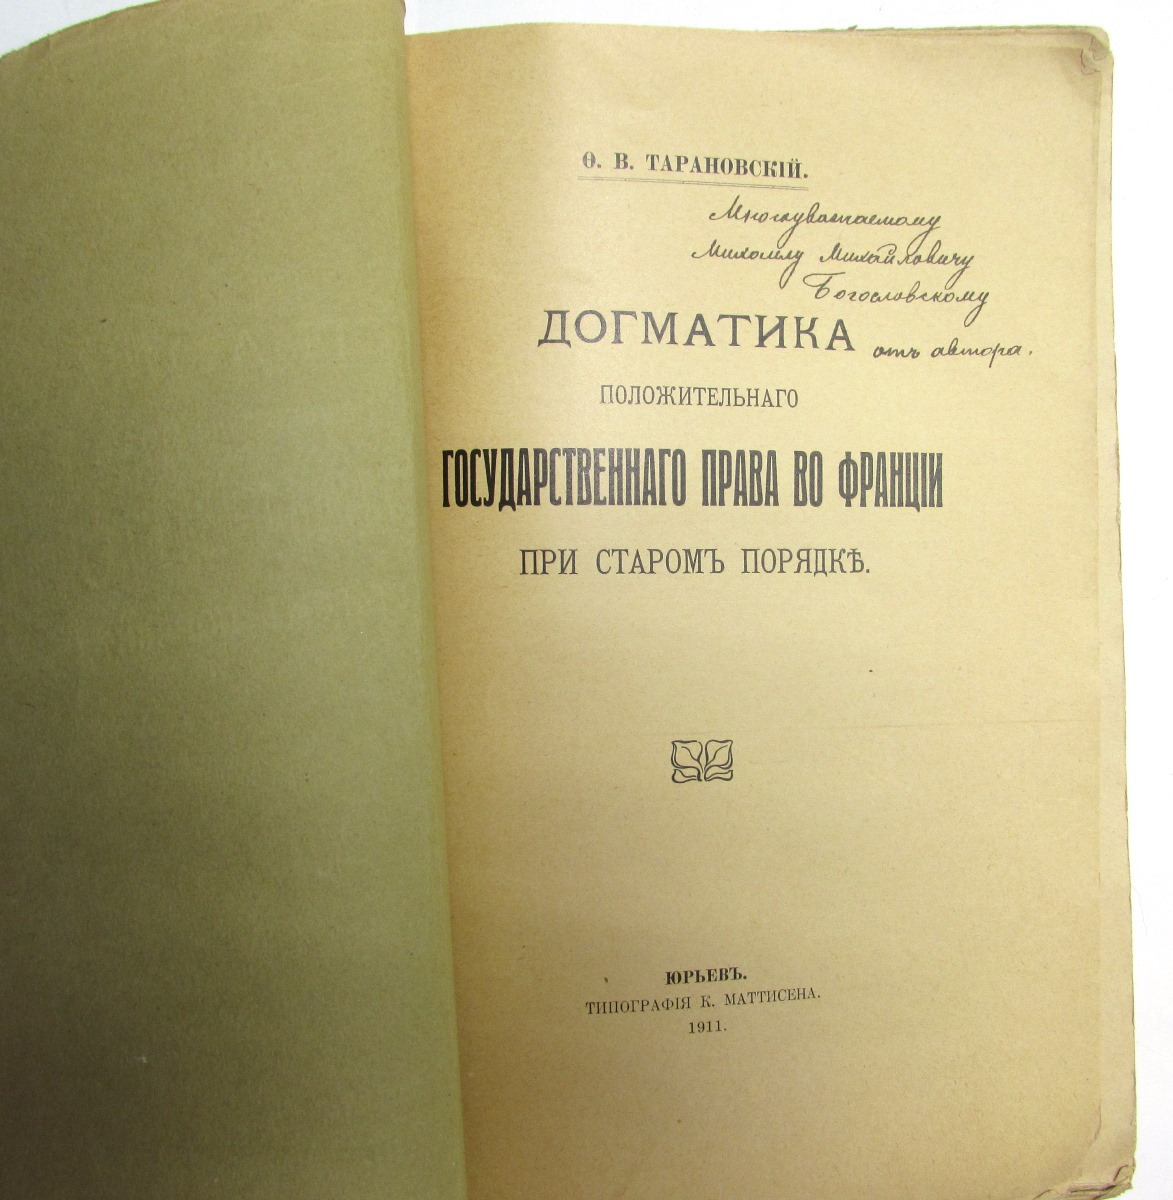 Ѳ. В. ТАРАНОВСКІЙ.
Многоуважаемому
Михаилу Михайловичу
Богословскому
ДОГМАТИКА
отъ автора.
ПОЛОЖИТЕЛЬНАГО
ГОСУДАРСТВЕННАГО ПРАВА ВО ФРАНЦІИ
ПРИ СТАРОМЪ ПОРЯДКѢ.
ЮРЬЕВЪ.
ТИПОГРАФІЯ К. МАТТИСЕНА.
1911.